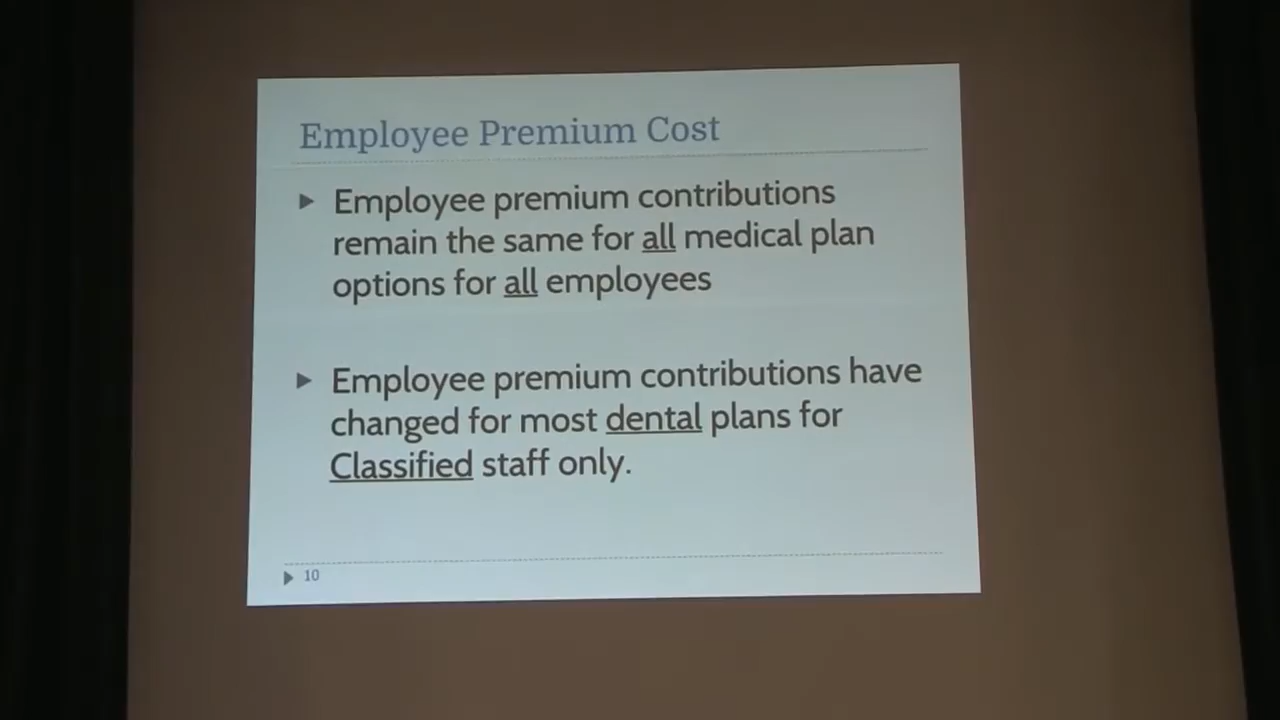 Employee Premium Cost
Employee premium contributions
remain the same for all medical plan
options for all employees
Employee premium contributions have
changed for most dental plans for
Classified staff only.
10